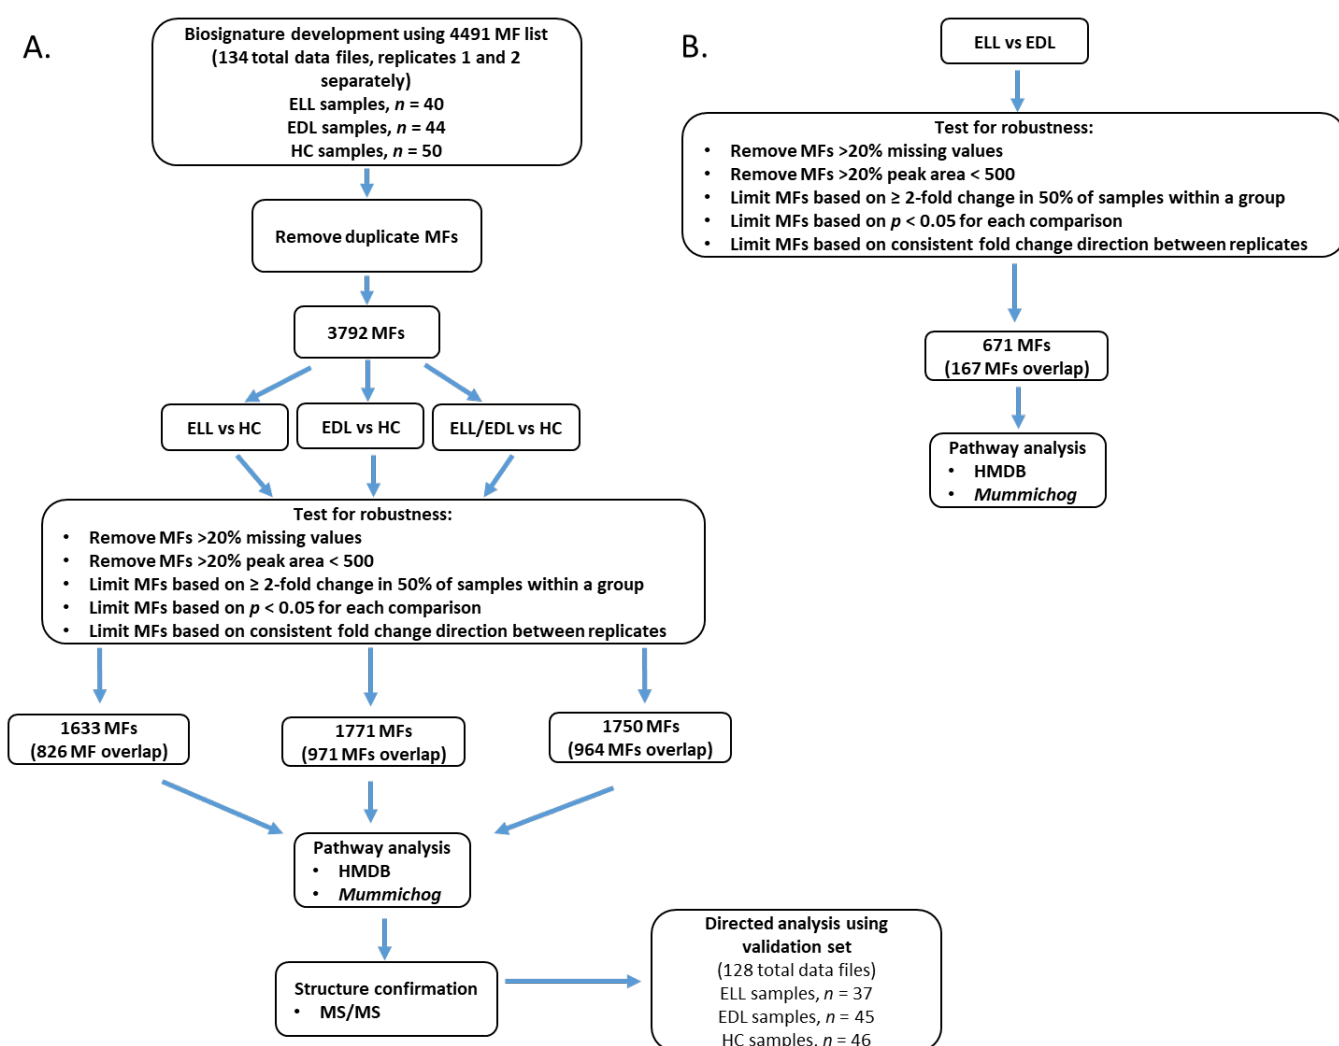 A.
Biosignature development using 4491 MF list
(134 total data files, replicates 1 and 2
separately)
ELL samples, n = 40
EDL samples, n = 44
HC samples, n = 50
Remove duplicate MFs
3792 MFs
ELL vs HC
EDL vs HC
ELL/EDL vs HC
Test for robustness:
• Remove MFs >20% missing values
• Remove MFs >20% peak area < 500
• Limit MFs based on ≥ 2-fold change in 50% of samples within a group
• Limit MFs based on p < 0.05 for each comparison
• Limit MFs based on consistent fold change direction between replicates
1633 MFs
(826 MF overlap)
1771 MFs
(971 MFs overlap)
1750 MFs
(964 MFs overlap)
Pathway analysis
• HMDB
• Mummichog
Structure confirmation
• MS/MS
Directed analysis using
validation set
(128 total data files)
ELL samples, n = 37
EDL samples, n = 45
HC samples, n = 46
B.
ELL vs EDL
Test for robustness:
• Remove MFs >20% missing values
• Remove MFs >20% peak area < 500
• Limit MFs based on ≥ 2-fold change in 50% of samples within a group
• Limit MFs based on p < 0.05 for each comparison
• Limit MFs based on consistent fold change direction between replicates
671 MFs
(167 MFs overlap)
Pathway analysis
• HMDB
• Mummichog